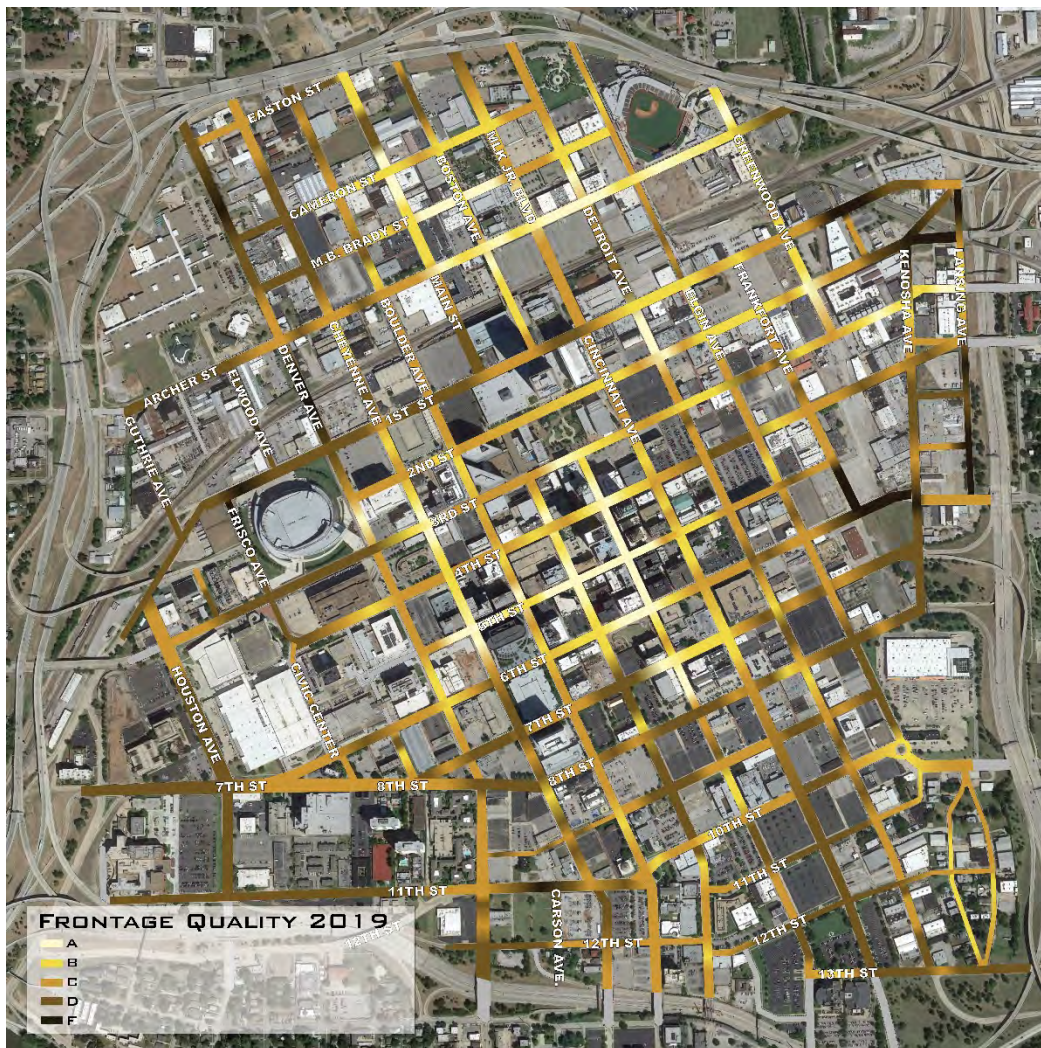 EASTON ST
CAMERON ST
M.B. BRADY ST
BOSTON AVE
MLK. JR. BLVD
DETROIT AVE
GREENWOOD AVE
MAIN ST
BOULDER AVE
CHEYENNE AVE
DENVER AVE
ELWOOD AVE
ARCHER ST
GUTHRIE AVE
FRISCO AVE
1ST ST
2ND ST
3RD ST
4TH ST
5TH ST
6TH ST
7TH ST
8TH ST
CINCINNATI AVE
ELGIN AVE
FRANKFORT AVE
KENOSHA AVE
LANSING AVE
HOUSTON AVE
CIVIC CENTER
7TH ST
8TH ST
10TH ST
11TH ST
11TH ST
CARSON AVE.
12TH ST
12TH ST
12TH ST
13TH ST
FRONTAGE QUALITY 2019
A
B
C
D
F